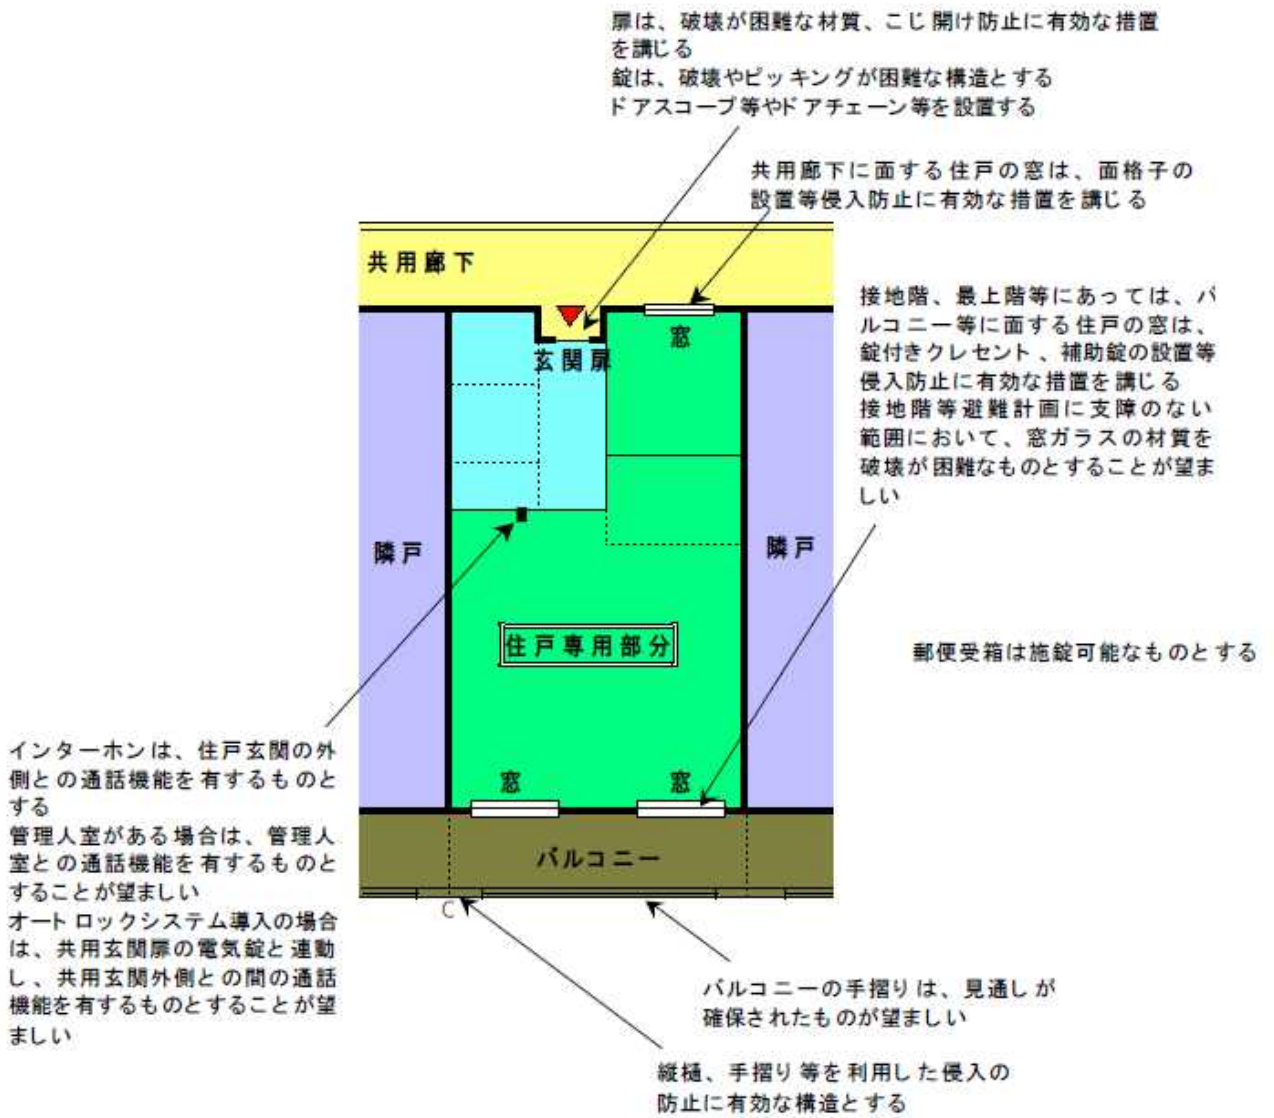 扉は、破壊が困難な材質、こじ開け防止に有効な措置
を講じる
錠は、破壊やピッキングが困難な構造とする
ドアスコープ等やドアチェーン等を設置する
共用廊下に面する住戸の窓は、面格子の
設置等侵入防止に有効な措置を講じる
共用廊下
接地階、最上階等にあっては、バ
ルコニー等に面する住戸の窓は、
錠付きクレセント、補助錠の設置等
侵入防止に有効な措置を講じる
接地階等避難計画に支障のない
範囲において、窓ガラスの材質を
破壊が困難なものとすることが望ま
しい
窓
玄関扉
隣戸
隣戸
住戸専用部分
郵便受箱は施錠可能なものとする
インターホンは、住戸玄関の外
側との通話機能を有するものと
する
管理人室がある場合は、管理人
室との通話機能を有するものと
することが望ましい
オートロックシステム導入の場合
は、共用玄関扉の電気錠と連動
し、共用玄関外側との間の通話
機能を有するものとすることが望
ましい
窓
窓
バルコニー
C
バルコニーの手摺りは、見通しが
確保されたものが望ましい
縦樋、手摺り等を利用した侵入の
防止に有効な構造とする